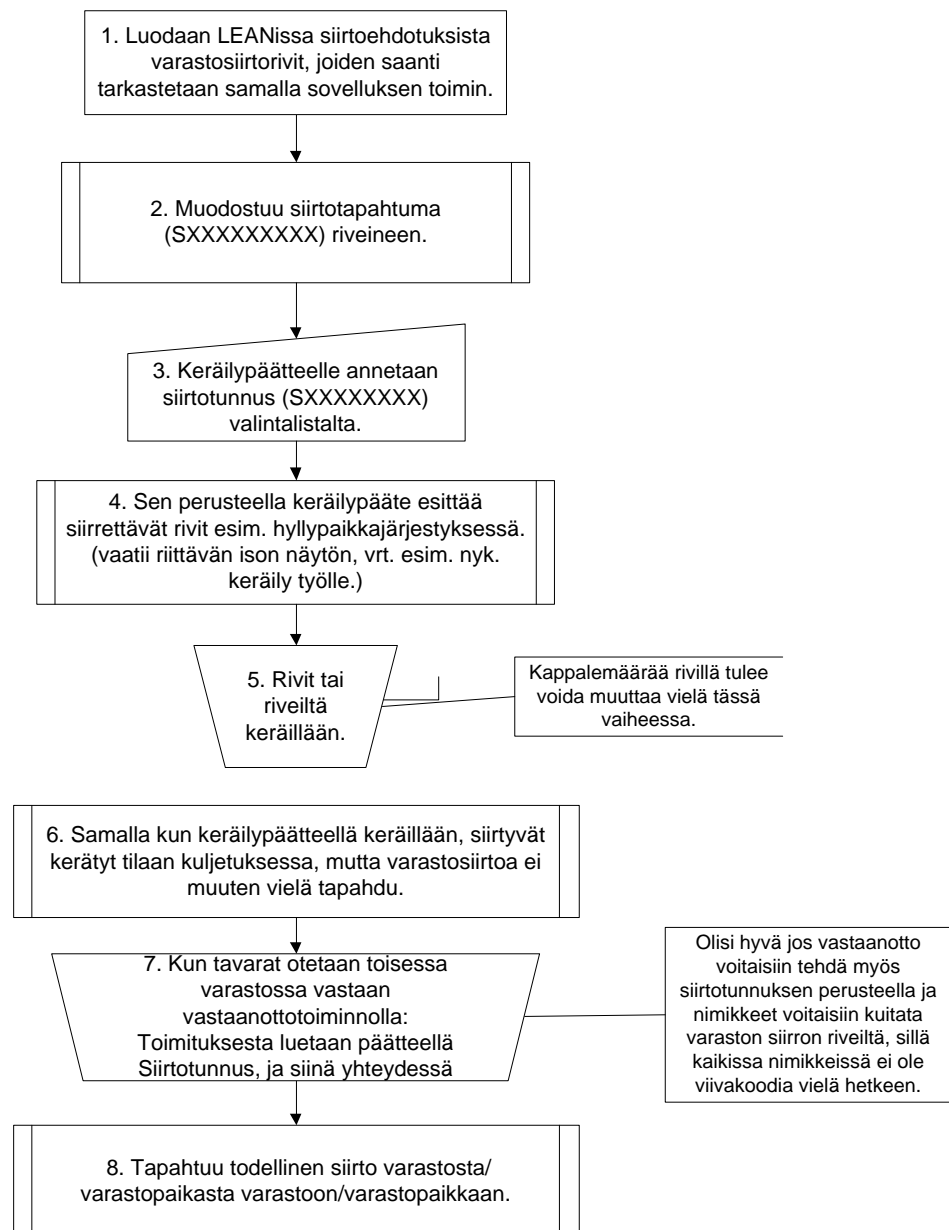 1. Luodaan LEANissa siirtoehdotuksista
varastosiirtorivit, joiden saanti
tarkastetaan samalla sovelluksen toimin.
2. Muodostuu siirtotapahtuma
(SXXXXXXXXX) riveineen.
3. Keräilypäätteelle annetaan
siirtotunnus (SXXXXXXXX)
valintalistalta.
4. Sen perusteella keräilypääte esittää
siirrettävät rivit esim. hyllypaikkajärjestyksessä.
(vaatii riittävän ison näytön, vrt. esim. nyk.
keräily työlle.)
5. Rivit tai
riveiltä
keräillään.
Kappalemäärää rivillä tulee
voida muuttaa vielä tässä
vaiheessa.
6. Samalla kun keräilypäätteellä keräillään, siirtyvät
kerätyt tilaan kuljetuksessa, mutta varastosiirtoa ei
muuten vielä tapahdu.
7. Kun tavarat otetaan toisessa
varastossa vastaan
vastaanottotoiminnolla:
Toimituksesta luetaan päätteellä
Siirtotunnus, ja siinä yhteydessä
Olisi hyvä jos vastaanotto
voitaisiin tehdä myös
siirtotunnuksen perusteella ja
nimikkeet voitaisiin kuitata
varaston siirron riveiltä, sillä
kaikissa nimikkeissä ei ole
viivakoodia vielä hetkeen.
8. Tapahtuu todellinen siirto varastosta/
varastopaikasta varastoon/varastopaikkaan.